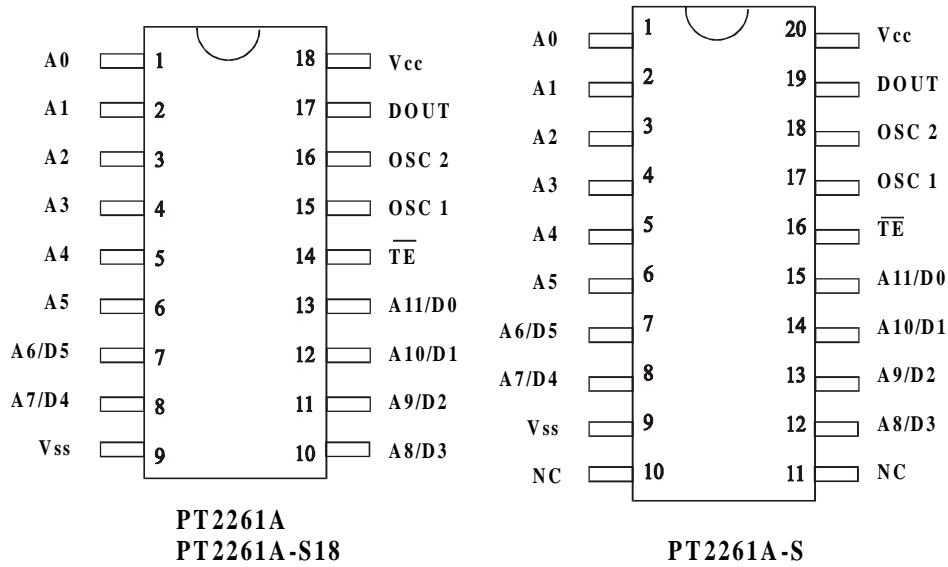 A0 1 18 Vcc
A1 2 17 DOUT
A2 3 16 OSC 2
A3 4 15 OSC 1
A4 5 14 T̅E̅
A5 6 13 A11/D0
A6/D5 7 12 A10/D1
A7/D4 8 11 A9/D2
Vss 9 10 A8/D3
PT2261A
PT2261A-S18
A0 1 20 Vcc
A1 2 19 DOUT
A2 3 18 OSC 2
A3 4 17 OSC 1
A4 5 16 T̅E̅
A5 6 15 A11/D0
A6/D5 7 14 A10/D1
A7/D4 8 13 A9/D2
Vss 9 12 A8/D3
NC 10 11 NC
PT2261A-S